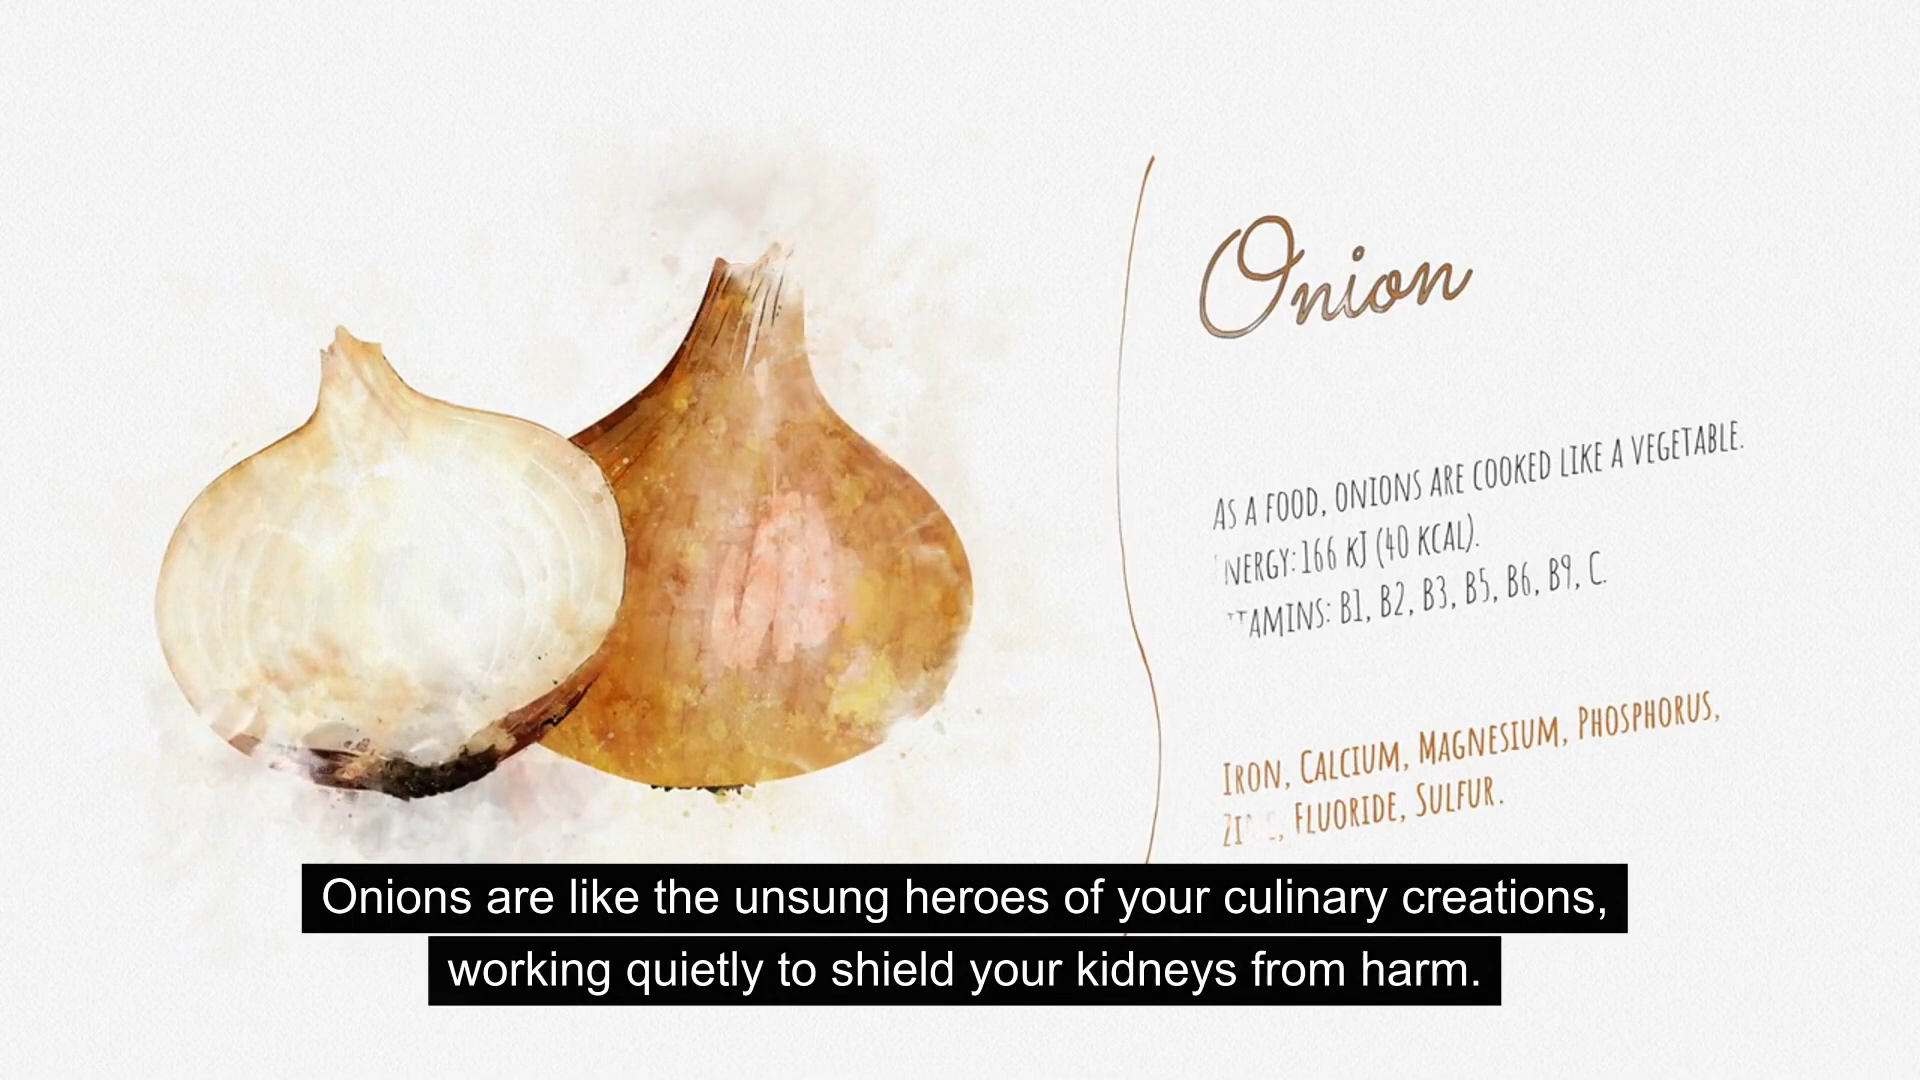 Onion
As a food, onions are cooked like a vegetable.
nergy: 166 kJ (40 kcal).
tamins: B1, B2, B3, B5, B6, B9, C.
Iron, Calcium, Magnesium, Phosphorus,
Fluoride, Sulfur.
Onions are like the unsung heroes of your culinary creations,
working quietly to shield your kidneys from harm.